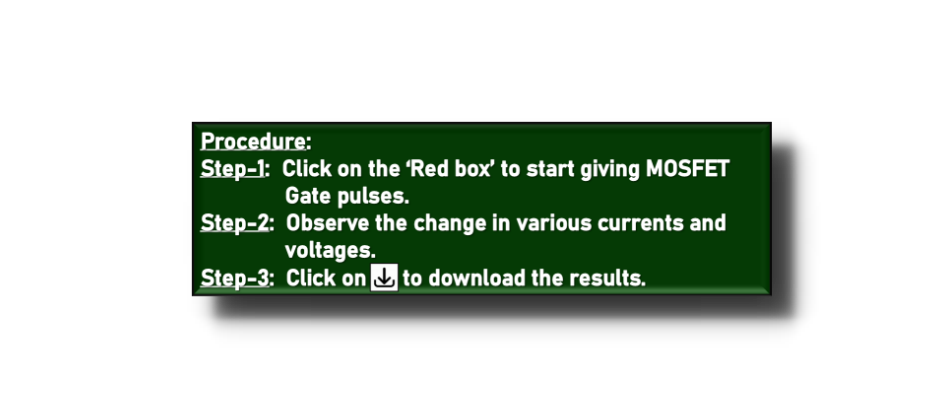 Procedure:
Step-1: Click on the ‘Red box’ to start giving MOSFET
Gate pulses.
Step-2: Observe the change in various currents and
voltages.
Step-3: Click on to download the results.